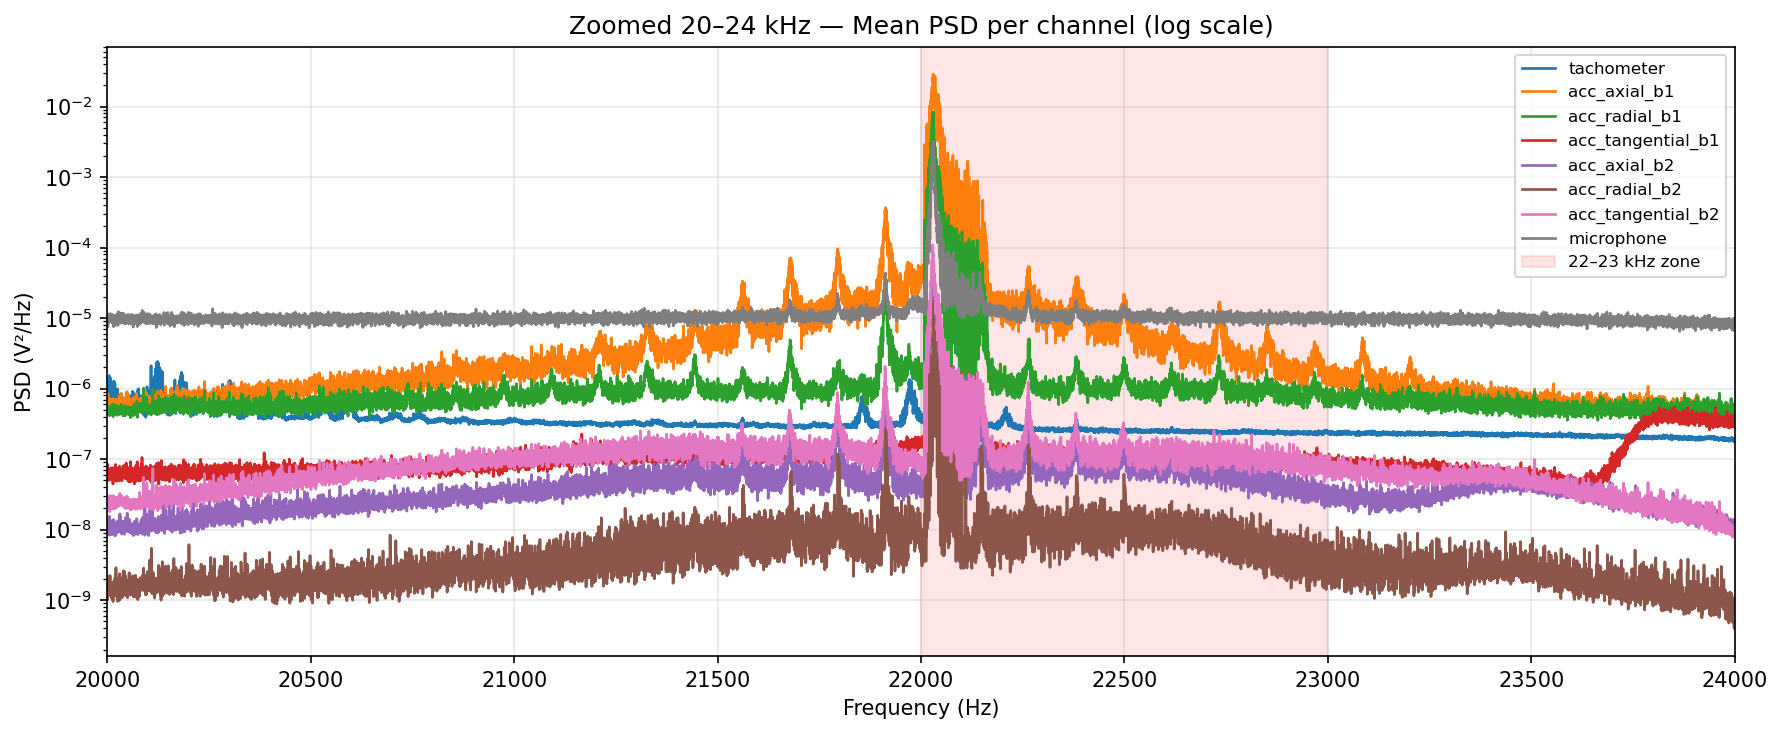 Zoomed 20–24 kHz — Mean PSD per channel (log scale)
PSD (V²/Hz)
10⁻²
10⁻³
10⁻⁴
10⁻⁵
10⁻⁶
10⁻⁷
10⁻⁸
10⁻⁹
tachometer
acc_axial_b1
acc_radial_b1
acc_tangential_b1
acc_axial_b2
acc_radial_b2
acc_tangential_b2
microphone
22–23 kHz zone
20000 20500 21000 21500 22000 22500 23000 23500 24000
Frequency (Hz)